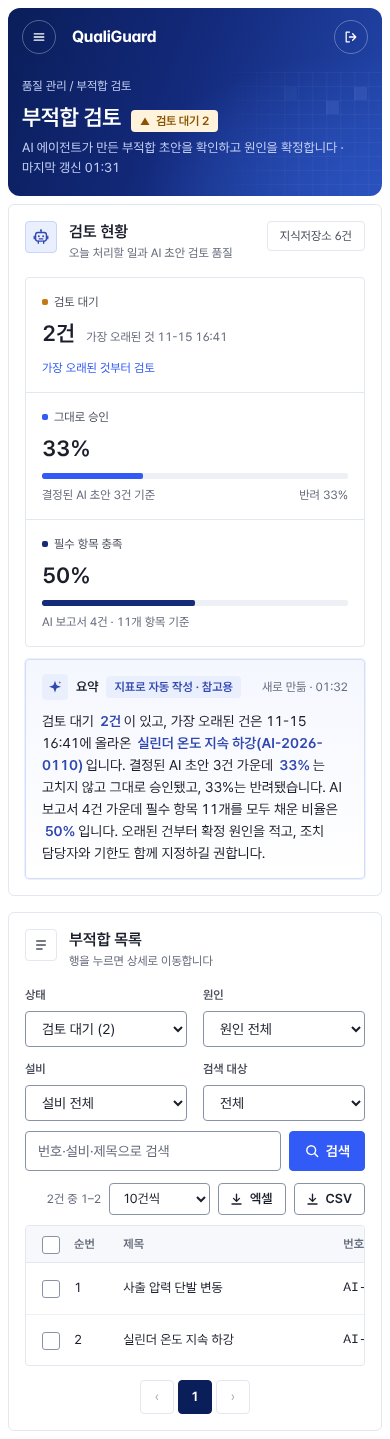 QualiGuard
품질 관리 / 부적합 검토
부적합 검토 ▲ 검토 대기 2
AI 에이전트가 만든 부적합 초안을 확인하고 원인을 확정합니다 ·
마지막 갱신 01:31
검토 현황
오늘 처리할 일과 AI 초안 검토 품질
지식저장소 6건
검토 대기
2건 가장 오래된 것 11-15 16:41
가장 오래된 것부터 검토
그대로 승인
33%
결정된 AI 초안 3건 기준 반려 33%
필수 항목 충족
50%
AI 보고서 4건 · 11개 항목 기준
요약 지표로 자동 작성 · 참고용 새로 만듦 · 01:32
검토 대기 2건 이 있고, 가장 오래된 건은 11-15
16:41에 올라온 실린더 온도 지속 하강(AI-2026-
0110) 입니다. 결정된 AI 초안 3건 가운데 33% 는
고치지 않고 그대로 승인됐고, 33%는 반려됐습니다. AI
보고서 4건 가운데 필수 항목 11개를 모두 채운 비율은
50% 입니다. 오래된 건부터 확정 원인을 적고, 조치
담당자와 기한도 함께 지정하길 권합니다.
부적합 목록
행을 누르면 상세로 이동합니다
상태 원인
검토 대기 (2) 원인 전체
설비 검색 대상
설비 전체 전체
번호·설비·제목으로 검색 검색
2건 중 1–2 10건씩 엑셀 CSV
순번 제목 번호
1 사출 압력 단발 변동 AI-
2 실린더 온도 지속 하강 AI-
‹ 1 ›